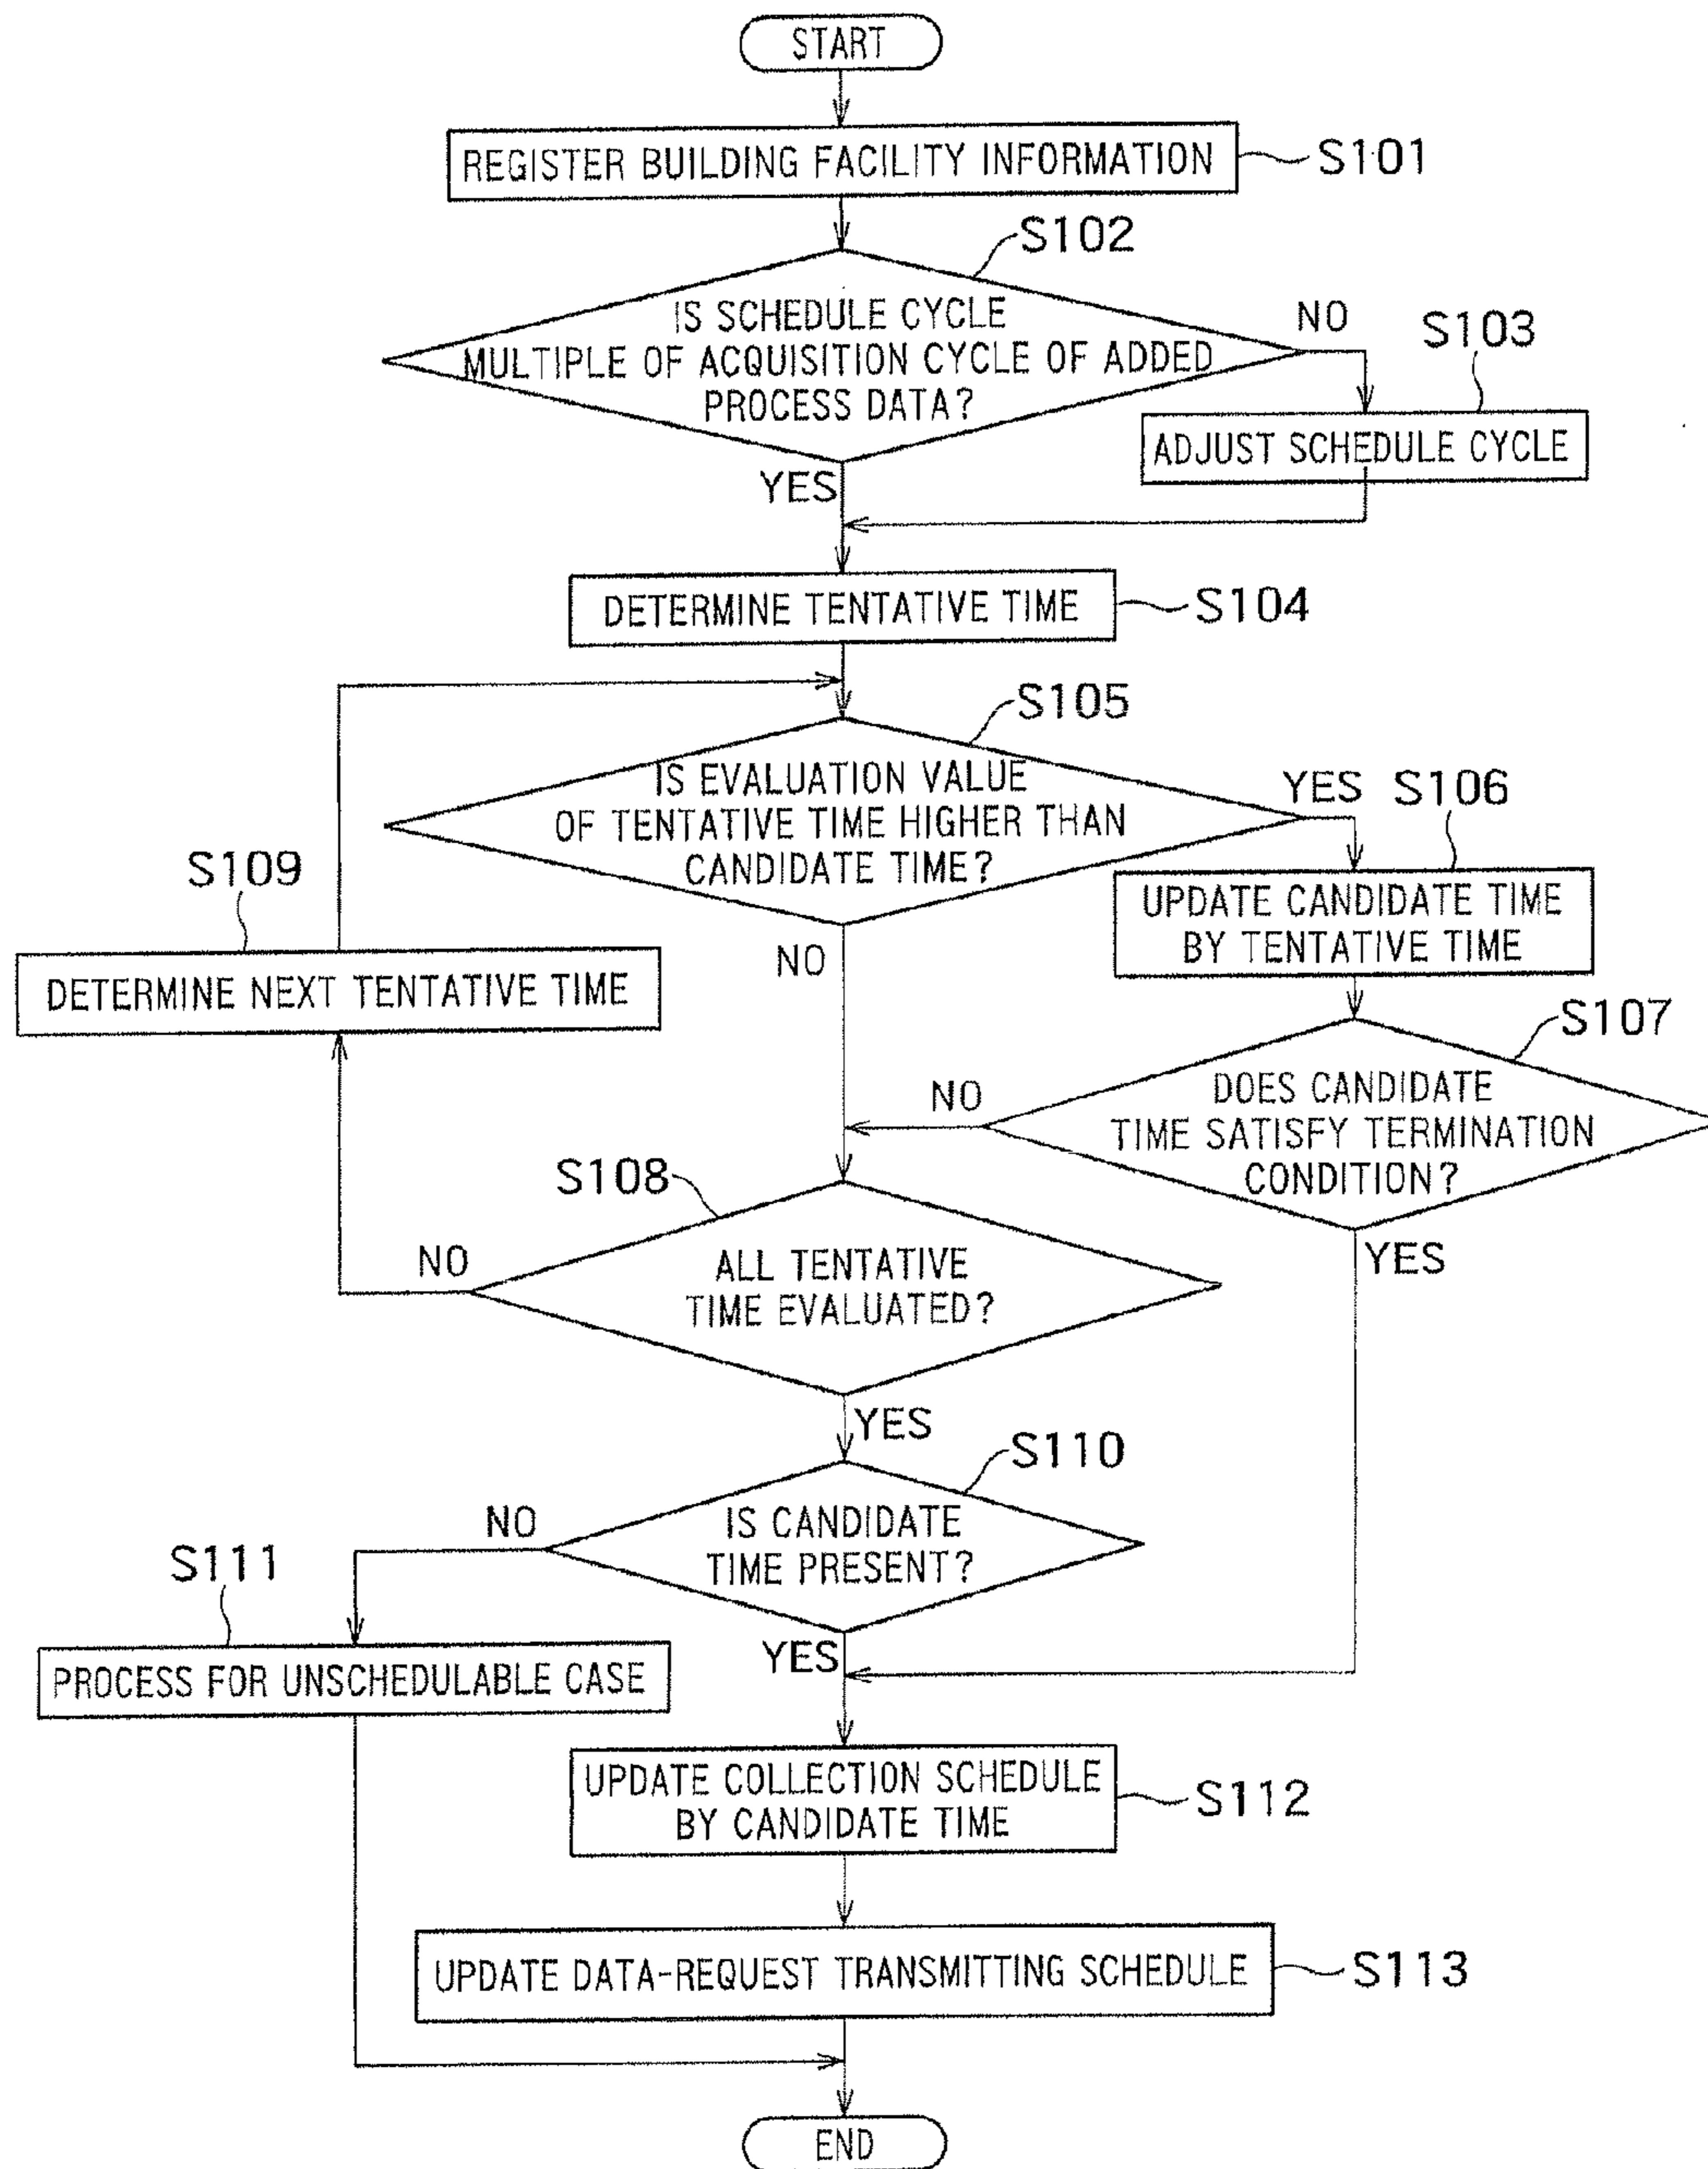 START
REGISTER BUILDING FACILITY INFORMATION
S101
S102
IS SCHEDULE CYCLE
MULTIPLE OF ACQUISITION CYCLE OF ADDED
PROCESS DATA?
NO
S103
ADJUST SCHEDULE CYCLE
YES
DETERMINE TENTATIVE TIME
S104
S105
IS EVALUATION VALUE
OF TENTATIVE TIME HIGHER THAN
CANDIDATE TIME?
YES
S106
UPDATE CANDIDATE TIME
BY TENTATIVE TIME
S109
DETERMINE NEXT TENTATIVE TIME
NO
S107
DOES CANDIDATE
TIME SATISFY TERMINATION
CONDITION?
NO
YES
S108
ALL TENTATIVE
TIME EVALUATED?
NO
YES
S110
IS CANDIDATE
TIME PRESENT?
NO
S111
PROCESS FOR UNSCHEDULABLE CASE
YES
UPDATE COLLECTION SCHEDULE
BY CANDIDATE TIME
S112
UPDATE DATA-REQUEST TRANSMITTING SCHEDULE
S113
END